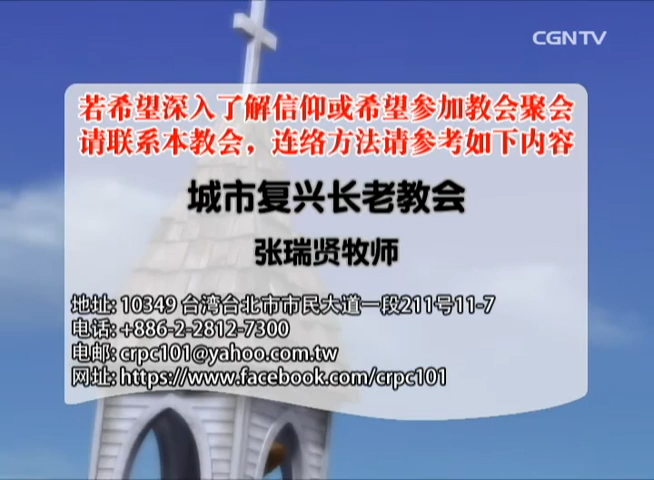 CGNTV
若希望深入了解信仰或希望参加教会聚会
请联系本教会，连络方法请参考如下内容
城市复兴长老教会
张瑞贤牧师
地址: 10349 台湾台北市市民大道一段211号11-7
电话: +886-2-2812-7300
电邮: crpc101@yahoo.com.tw
网址: https://www.facebook.com/crpc101